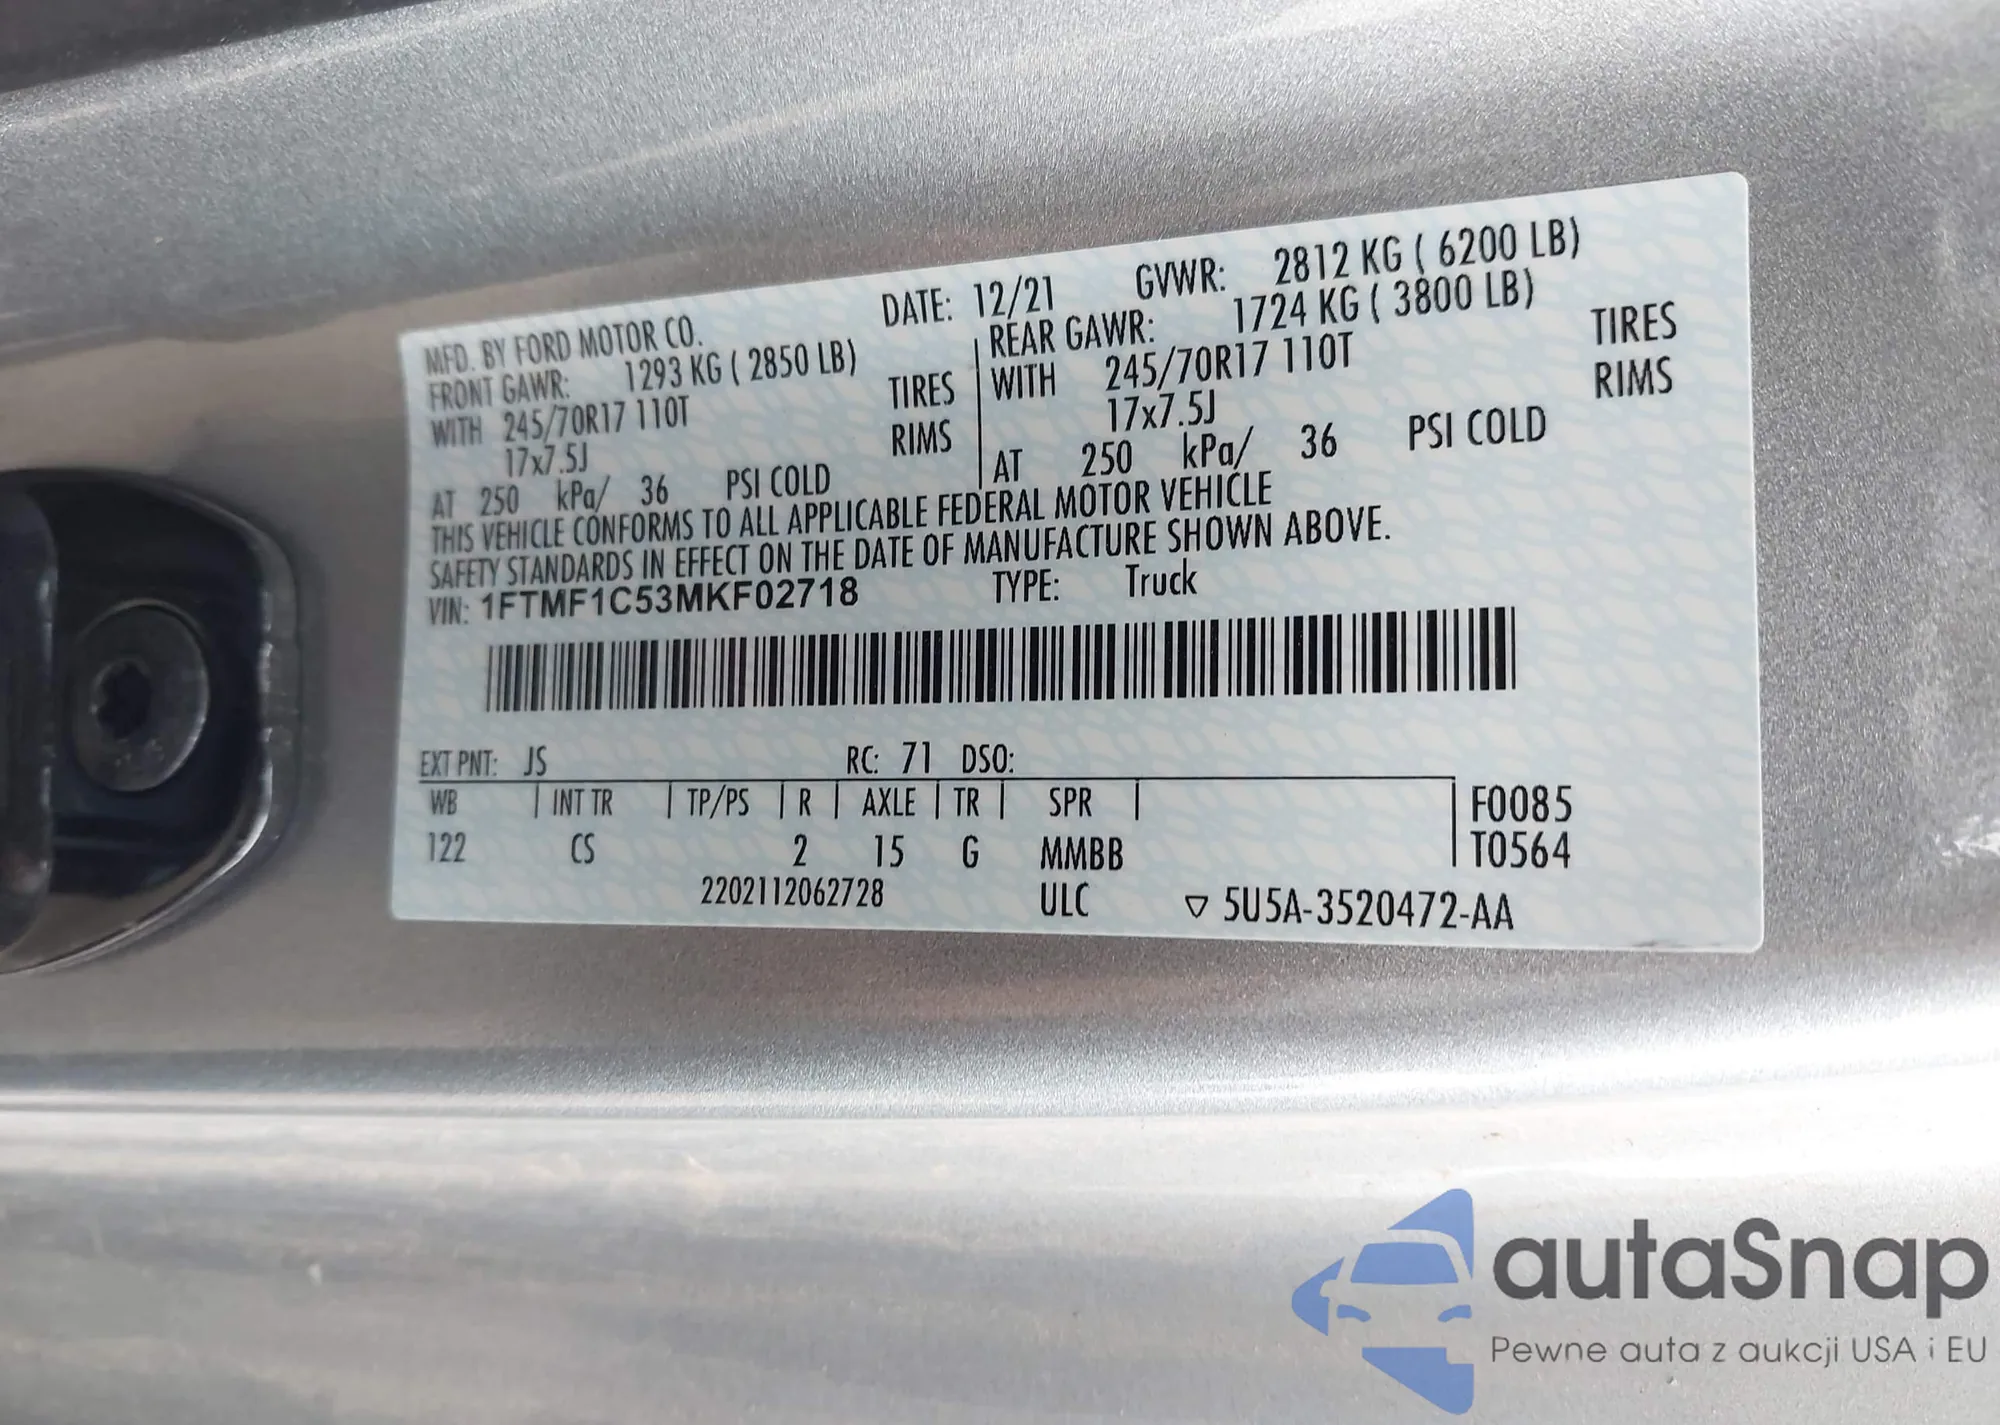 MFD. BY FORD MOTOR CO. DATE: 12/21 GVWR: 2812 KG ( 6200 LB)
FRONT GAWR: 1293 KG ( 2850 LB) REAR GAWR: 1724 KG ( 3800 LB)
WITH 245/70R17 110T TIRES WITH 245/70R17 110T TIRES
17x7.5J RIMS 17x7.5J RIMS
AT 250 kPa/ 36 PSI COLD AT 250 kPa/ 36 PSI COLD
THIS VEHICLE CONFORMS TO ALL APPLICABLE FEDERAL MOTOR VEHICLE
SAFETY STANDARDS IN EFFECT ON THE DATE OF MANUFACTURE SHOWN ABOVE.
VIN: 1FTMF1C53MKF02718 TYPE: Truck
EXT PNT: JS RC: 71 DSO:
WB INT TR TP/PS R AXLE TR SPR F0085
122 CS 2 15 G MMBB T0564
2202112062728 ULC ▽ 5U5A-3520472-AA
autaSnap
Pewne auta z aukcji USA i EU